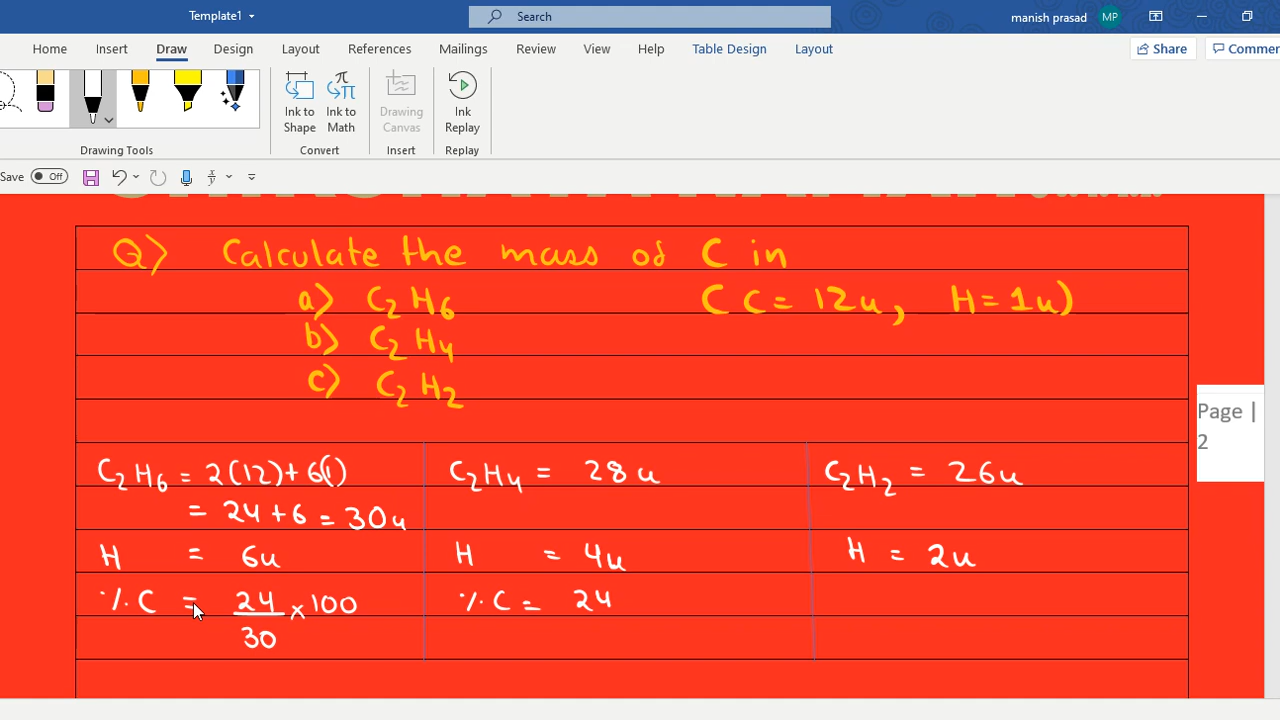 Template1
Search
manish prasad
MP
Home Insert Draw Design Layout References Mailings Review View Help Table Design Layout
Share
Comme
Ink to Shape
Ink to Math
Drawing Canvas
Ink Replay
Drawing Tools
Convert
Insert
Replay
Save Off
Q) Calculate the mass of C in
a) C2H6 ( C = 12u, H = 1u)
b) C2H4
c) C2H2
Page | 2
C2H6 = 2(12)+ 6(1)
= 24 + 6 = 30u
H = 6u
% C = 24/30 × 100
C2H4 = 28u
H = 4u
% C = 24
C2H2 = 26u
H = 2u